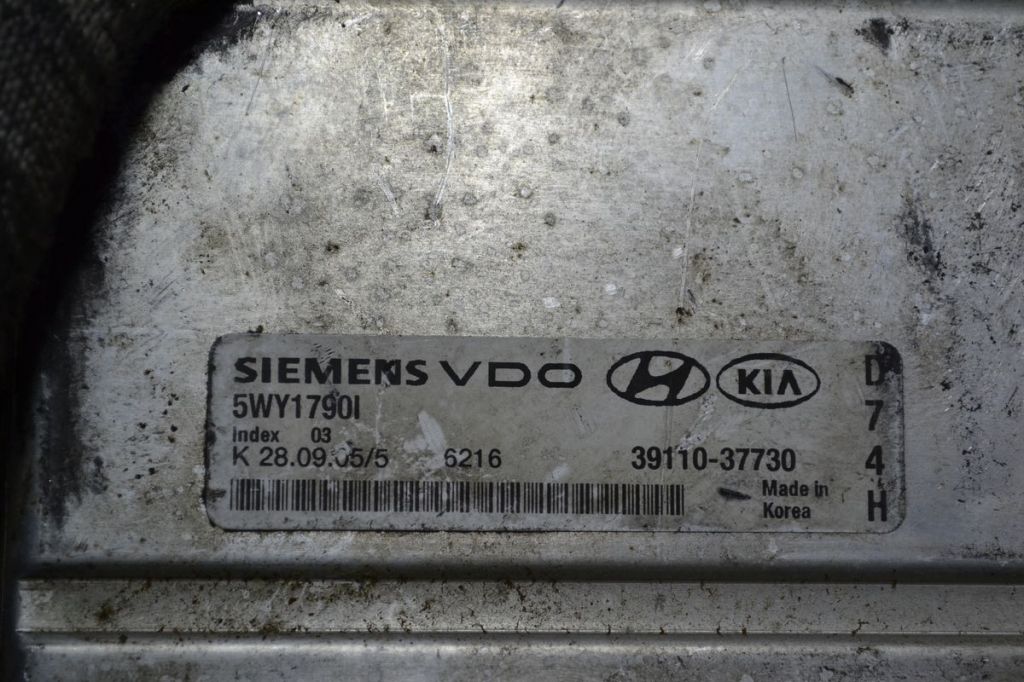 SIEMENS VDO KIA
5WY1790I
Index 03
K 28.09.05/5 6216 39110-37730
Made in
Korea
D
7
4
H